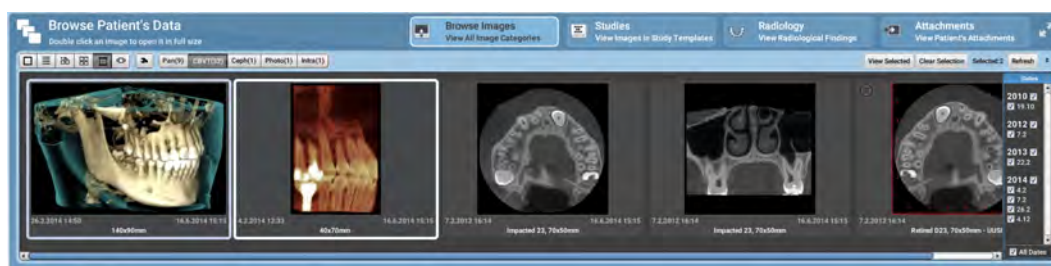 Browse Patient's Data
Double click an image to open it in full size
Browse Images
View All Image Categories
Studies
View Images in Study Templates
Radiology
View Radiological Findings
Attachments
View Patient's Attachments
Pan(9) CBVT(32) Ceph(1) Photo(1) Intra(1)
View Selected Clear Selection Selected:2 Refresh
Dates
2010
19.10
2012
7.2
2013
22.2
2014
4.2
7.2
26.2
4.12
All Dates
26.2.2014 14:50 16.6.2014 15:15
140x90mm
4.2.2014 12:33 16.6.2014 15:15
40x70mm
7.2.2012 16:14 16.6.2014 15:15
Impacted 23, 70x50mm
7.2.2012 16:14 16.6.2014 15:15
Impacted 23, 70x50mm
7.2.2012 16:14
Retined D23, 70x50mm - UUSI